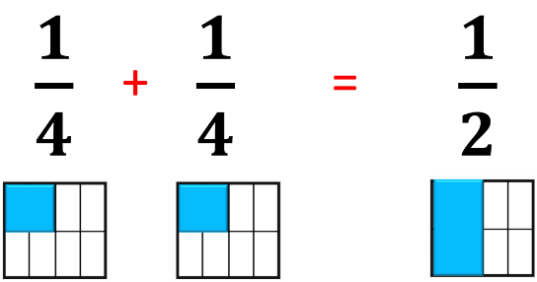 1/4 + 1/4 = 1/2